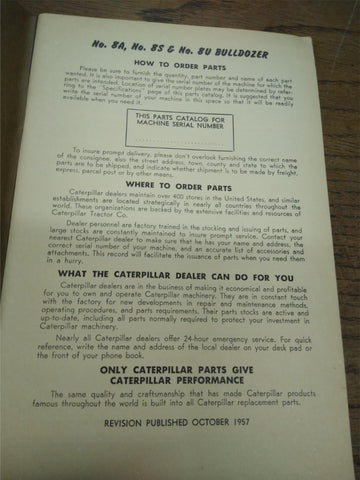 No. 8A, No. 8S & No. 8U BULLDOZER
HOW TO ORDER PARTS
Please be sure to furnish the quantity, part number and name of each part
wanted. It is also important to give the serial number of the machine for which the
parts are intended. Location of serial number plates may be determined by refer-
ring to the "Specifications" page of this parts catalog. It is suggested that you
write the serial number of your machine in this space so that it will be readily
available when you need it.
THIS PARTS CATALOG FOR
MACHINE SERIAL NUMBER
To insure prompt delivery, please don't overlook furnishing the correct name
of the consignee, also the street address, town, county and state to which the
parts are to be shipped, and indicate whether shipment is to be made by freight,
express, parcel post or by other means.
WHERE TO ORDER PARTS
Caterpillar dealers maintain over 400 stores in the United States, and similar
establishments are located strategically in nearly all countries throughout the
world. These organizations are backed by the extensive facilities and resources of
Caterpillar Tractor Co.
Dealer personnel are factory trained in the stocking and issuing of parts, and
large stocks are constantly maintained to insure prompt service. Contact your
nearest Caterpillar dealer to make sure that he has your name and address, the
correct serial number of your machine, and an accurate list of accessories and
attachments. This record will facilitate the issuance of parts when you need them
in a hurry.
WHAT THE CATERPILLAR DEALER CAN DO FOR YOU
Caterpillar dealers are in the business of making it economical and profitable
for you to own and operate Caterpillar machinery. They are in constant touch
with the factory for new developments in repair and maintenance methods,
operating procedures, and parts requirements. Their parts stocks are active and
up-to-date, including all parts normally required to protect your investment in
Caterpillar machinery.
Nearly all Caterpillar dealers offer 24-hour emergency service. For quick
reference, write the name and address of the local dealer on your desk pad or
the front of your phone book.
ONLY CATERPILLAR PARTS GIVE
CATERPILLAR PERFORMANCE
The same quality and craftsmanship that has made Caterpillar products
famous throughout the world is built into all Caterpillar replacement parts.
REVISION PUBLISHED OCTOBER 1957